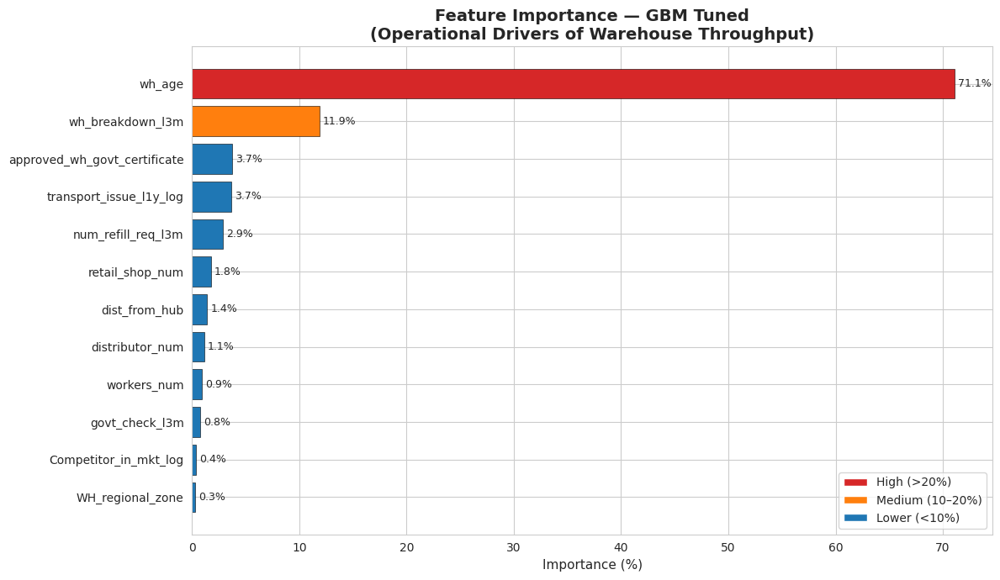 Feature Importance — GBM Tuned
(Operational Drivers of Warehouse Throughput)
wh_age 71.1%
wh_breakdown_l3m 11.9%
approved_wh_govt_certificate 3.7%
transport_issue_l1y_log 3.7%
num_refill_req_l3m 2.9%
retail_shop_num 1.8%
dist_from_hub 1.4%
distributor_num 1.1%
workers_num 0.9%
govt_check_l3m 0.8%
Competitor_in_mkt_log 0.4%
WH_regional_zone 0.3%
High (>20%)
Medium (10–20%)
Lower (<10%)
0 10 20 30 40 50 60 70
Importance (%)